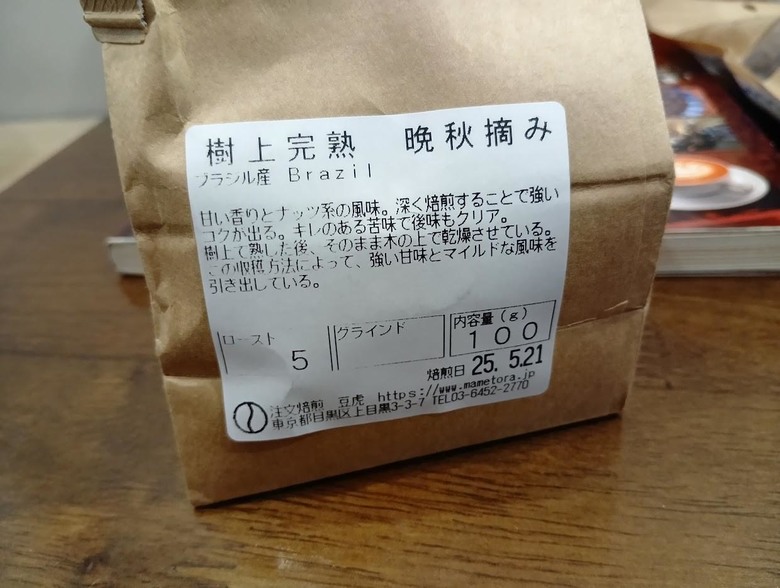 樹上完熟　晩秋摘み
ブラジル産 Brazil
甘い香りとナッツ系の風味。深く焙煎することで強い
コクが出る。キレのある苦味で後味もクリア。
樹上で熟した後、そのまま木の上で乾燥させている。
この収穫方法によって、強い甘味とマイルドな風味を
引き出している。
ロースト
5
グラインド
内容量（g）
１００
焙煎日 25. 5.21
注文焙煎　豆虎　https://www.mametora.jp
東京都目黒区上目黒3-3-7 TEL03-6452-2770